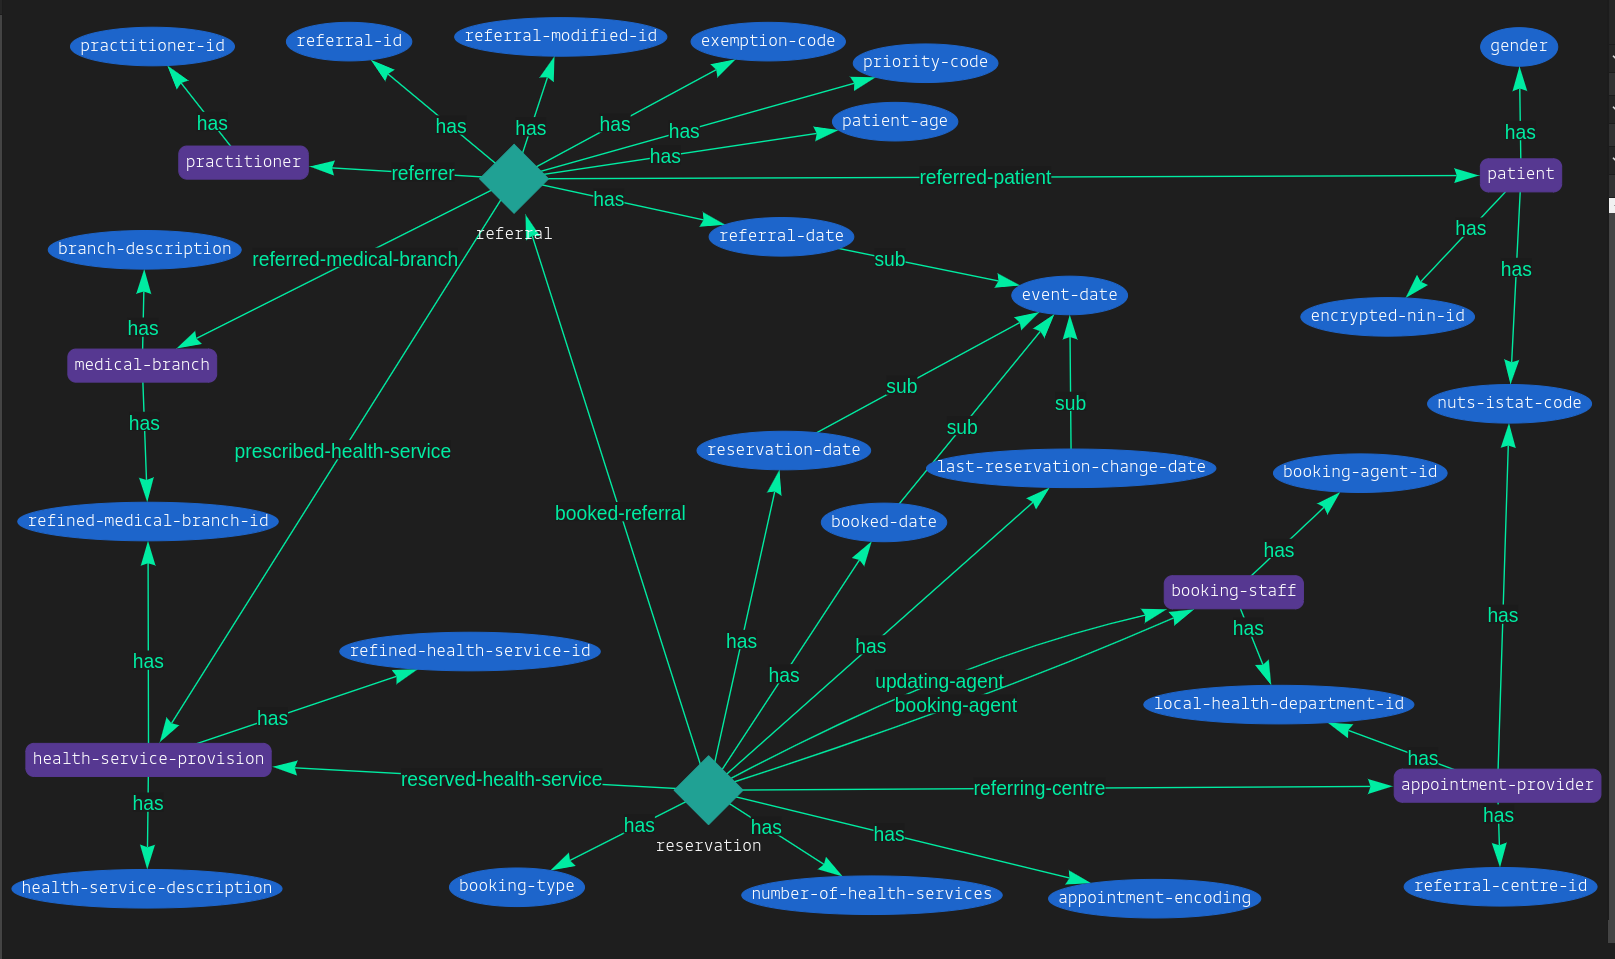 practitioner-id
referral-id
referral-modified-id
exemption-code
priority-code
gender
patient-age
has
has
has
has
has
has
has
practitioner
referrer
referral
referred-patient
patient
has
referral-date
has
has
branch-description
referred-medical-branch
sub
event-date
encrypted-nin-id
has
medical-branch
sub
sub
sub
nuts-istat-code
has
prescribed-health-service
reservation-date
last-reservation-change-date
booking-agent-id
refined-medical-branch-id
booked-referral
booked-date
has
booking-staff
has
has
has
has
has
has
refined-health-service-id
has
updating-agent
booking-agent
local-health-department-id
has
health-service-provision
reserved-health-service
referring-centre
has
appointment-provider
has
has
has
has
has
reservation
health-service-description
booking-type
number-of-health-services
appointment-encoding
referral-centre-id